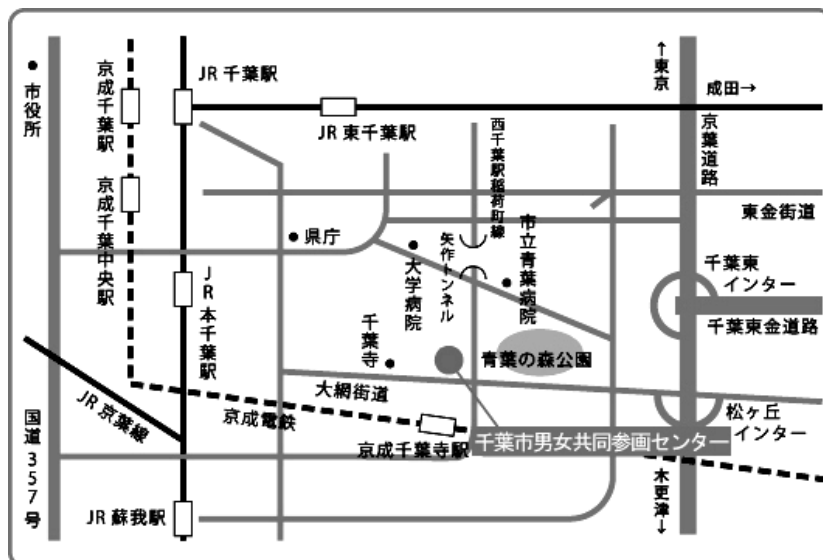 市役所
京成千葉駅
JR 千葉駅
JR 東千葉駅
西千葉駅稲荷町線
↑東京
成田→
京葉道路
京成千葉中央駅
東金街道
県庁
大学病院
矢作トンネル
市立青葉病院
千葉東
インター
千葉東金道路
JR 本千葉駅
千葉寺
青葉の森公園
大網街道
JR 京葉線
京成電鉄
京成千葉寺駅
千葉市男女共同参画センター
松ヶ丘
インター
国道357号
JR 蘇我駅
木更津↓